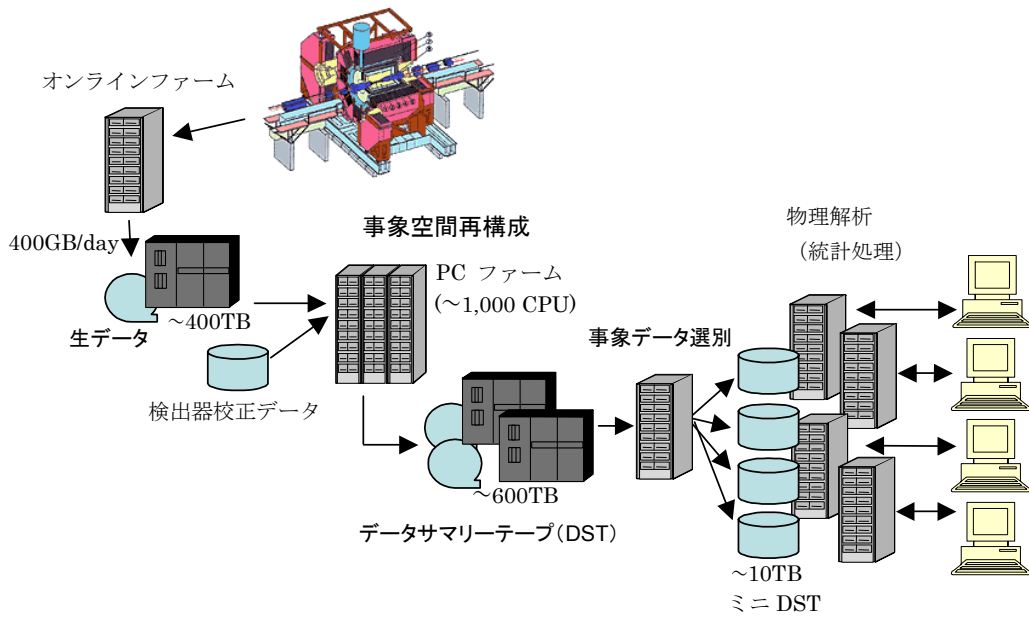 オンラインファーム
400GB/day
~400TB
生データ
検出器校正データ
事象空間再構成
PC ファーム
(~1,000 CPU)
~600TB
データサマリーテープ(DST)
事象データ選別
~10TB
ミニ DST
物理解析
(統計処理)